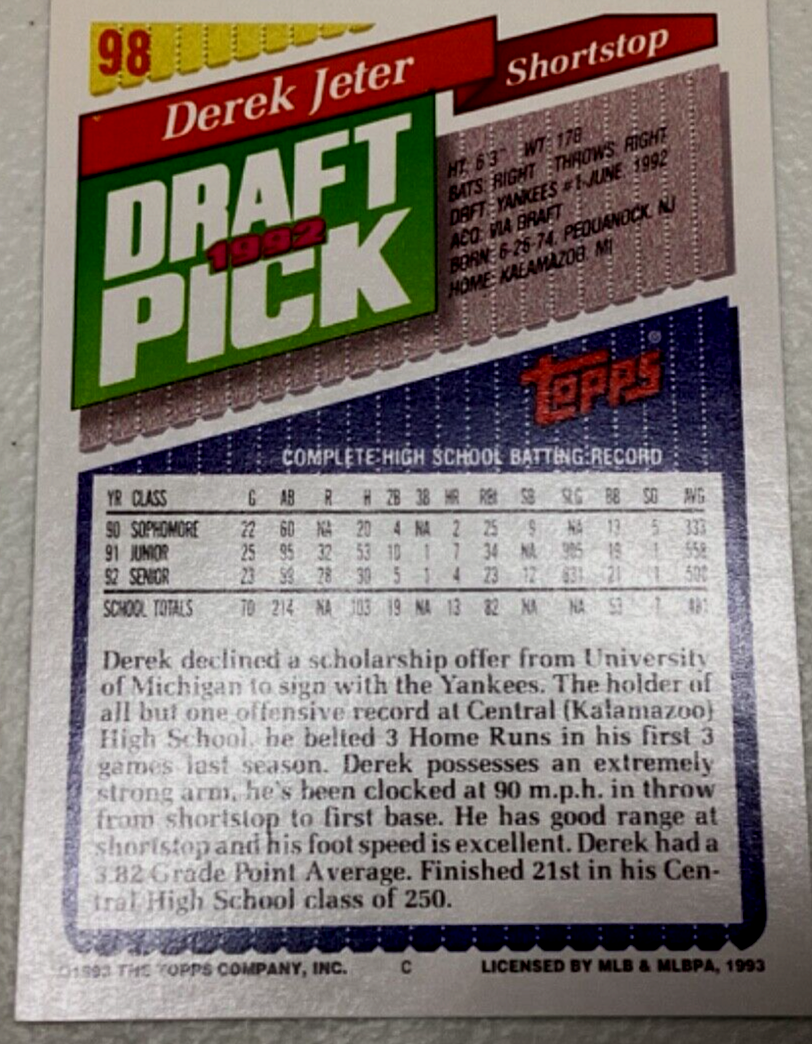 98
Derek Jeter
Shortstop
DRAFT
1992
PICK
HT: 6'3" WT: 178
BATS: RIGHT THROWS: RIGHT
DRFT: YANKEES #1-JUNE, 1992
ACQ: VIA DRAFT
BORN: 6-26-74, PEQUANOCK, NJ
HOME: KALAMAZOO, MI
TOPPS®
COMPLETE HIGH SCHOOL BATTING RECORD
YR CLASS G AB R H 2B 3B HR RBI SB SLG BB SO AVG
90 SOPHOMORE 22 60 NA 20 4 NA 2 25 9 NA 13 5 333
91 JUNIOR 25 95 32 53 10 1 7 34 NA 19 1 558
92 SENIOR 23 59 28 30 5 1 4 23 12 831 21 1
SCHOOL TOTALS 70 214 NA 103 19 NA 13 82 NA NA 53 7 481
Derek declined a scholarship offer from University
of Michigan to sign with the Yankees. The holder of
all but one offensive record at Central (Kalamazoo)
High School, he belted 3 Home Runs in his first 3
games last season. Derek possesses an extremely
strong arm, he's been clocked at 90 m.p.h. in throw
from shortstop to first base. He has good range at
shortstop and his foot speed is excellent. Derek had a
3.82 Grade Point Average. Finished 21st in his Cen-
tral High School class of 250.
©1993 THE TOPPS COMPANY, INC. C LICENSED BY MLB & MLBPA, 1993